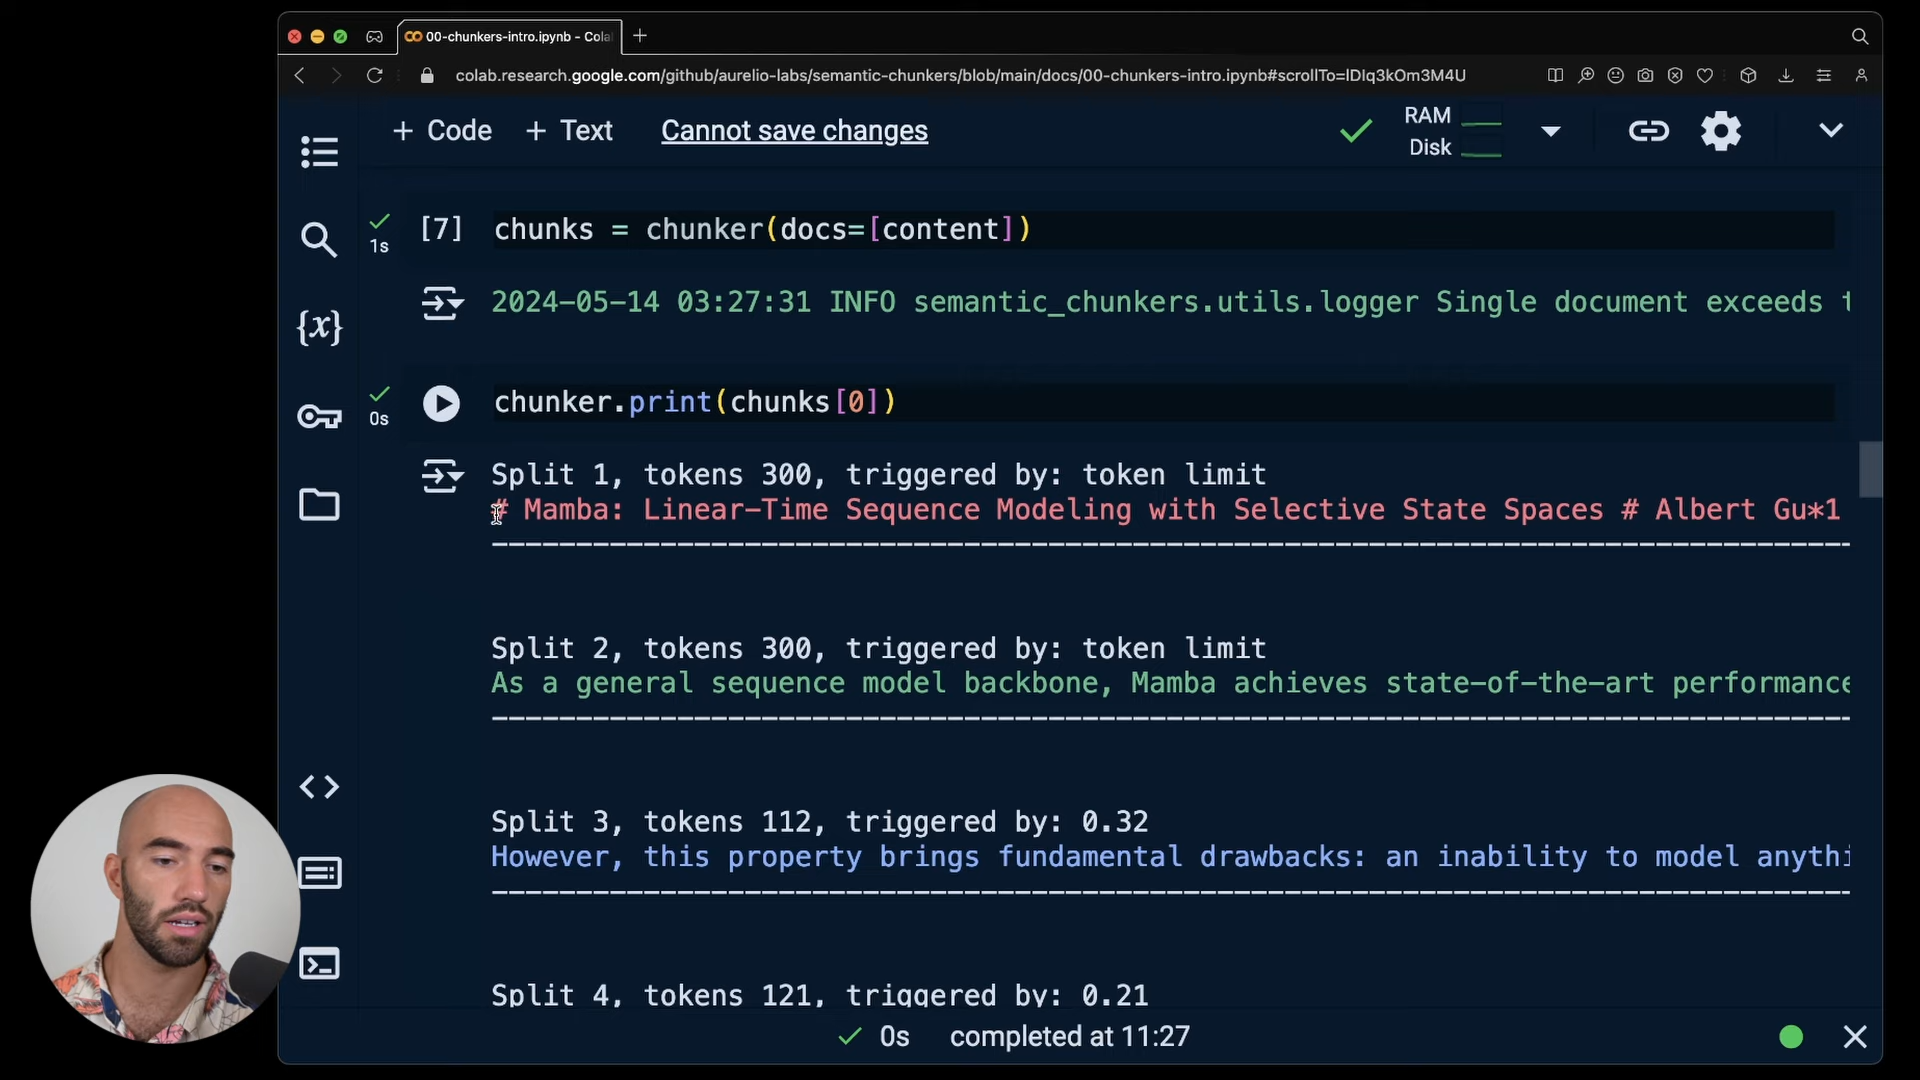 00-chunkers-intro.ipynb - Cola
colab.research.google.com/github/aurelio-labs/semantic-chunkers/blob/main/docs/00-chunkers-intro.ipynb#scrollTo=lDlq3kOm3M4U
+ Code + Text Cannot save changes
RAM
Disk
{x}
1s [7] chunks = chunker(docs=[content])
2024-05-14 03:27:31 INFO semantic_chunkers.utils.logger Single document exceeds t
0s chunker.print(chunks[0])
Split 1, tokens 300, triggered by: token limit
# Mamba: Linear-Time Sequence Modeling with Selective State Spaces # Albert Gu*1
Split 2, tokens 300, triggered by: token limit
As a general sequence model backbone, Mamba achieves state-of-the-art performance
Split 3, tokens 112, triggered by: 0.32
However, this property brings fundamental drawbacks: an inability to model anythi
Split 4, tokens 121, triggered by: 0.21
0s completed at 11:27